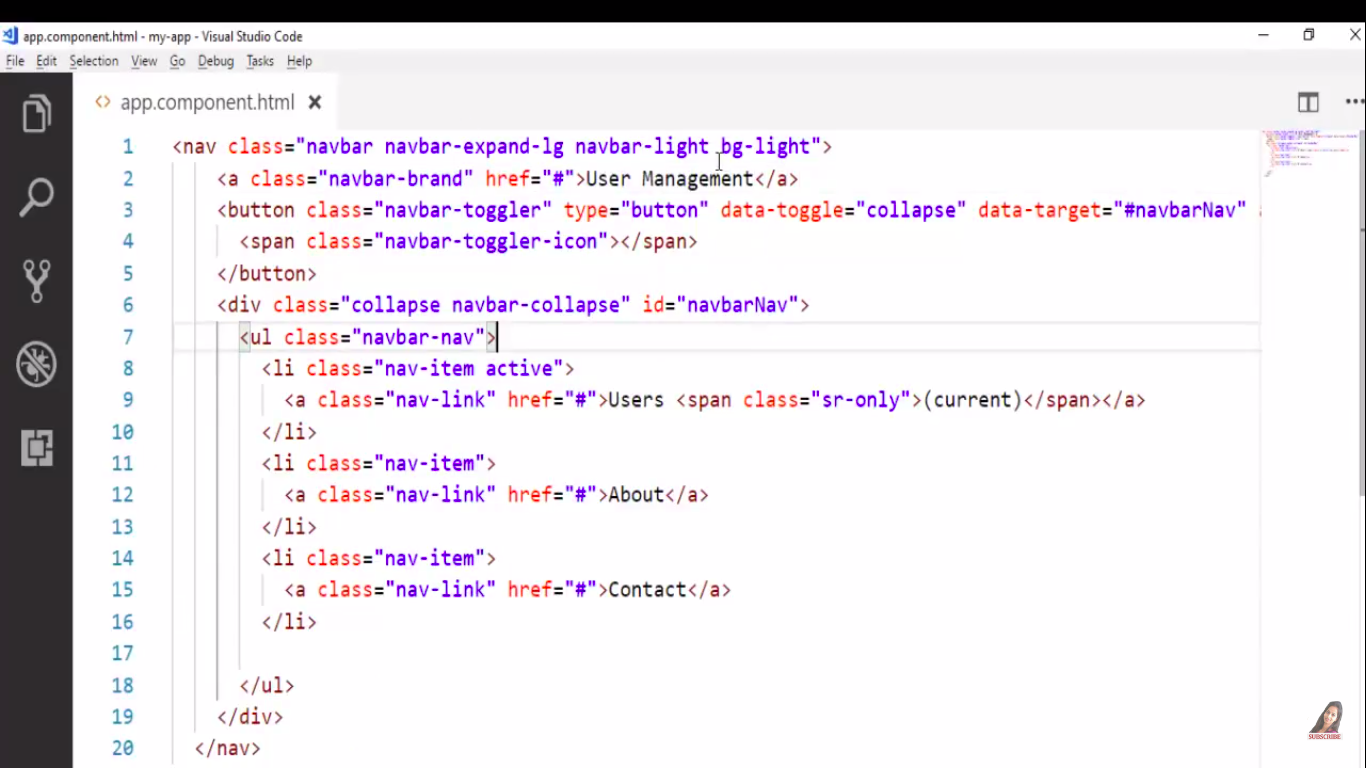 app.component.html - my-app - Visual Studio Code
File Edit Selection View Go Debug Tasks Help
app.component.html
1 <nav class="navbar navbar-expand-lg navbar-light bg-light">
2 <a class="navbar-brand" href="#">User Management</a>
3 <button class="navbar-toggler" type="button" data-toggle="collapse" data-target="#navbarNav"
4 <span class="navbar-toggler-icon"></span>
5 </button>
6 <div class="collapse navbar-collapse" id="navbarNav">
7 <ul class="navbar-nav">
8 <li class="nav-item active">
9 <a class="nav-link" href="#">Users <span class="sr-only">(current)</span></a>
10 </li>
11 <li class="nav-item">
12 <a class="nav-link" href="#">About</a>
13 </li>
14 <li class="nav-item">
15 <a class="nav-link" href="#">Contact</a>
16 </li>
17
18 </ul>
19 </div>
20 </nav>
SUBSCRIBE